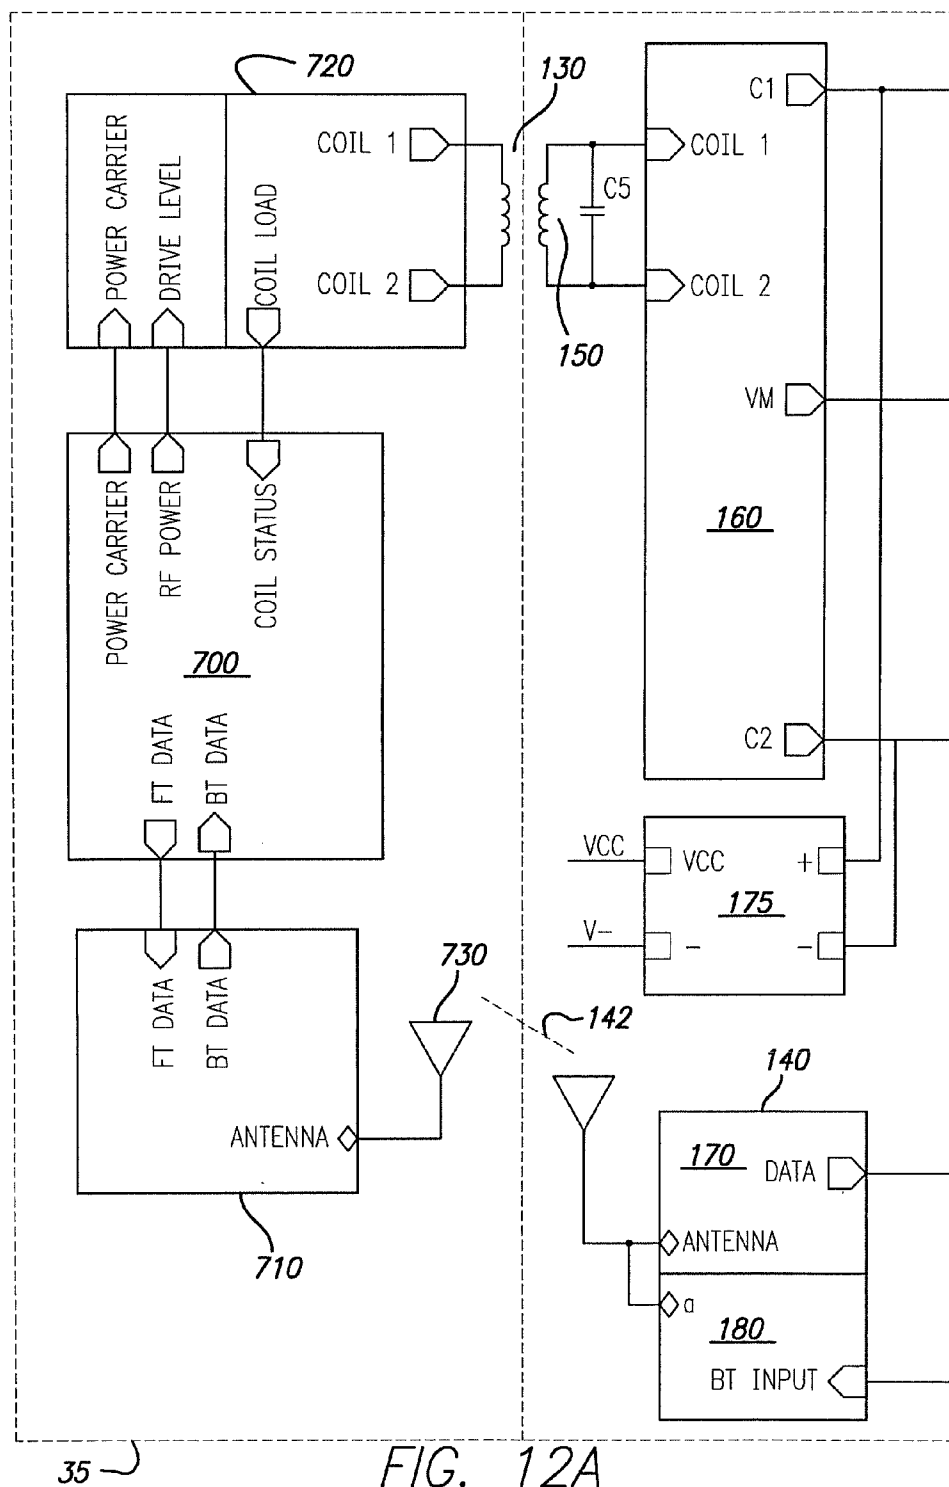 720
POWER CARRIER
DRIVE LEVEL
COIL LOAD
COIL 1
COIL 2
130
C5
150
COIL 1
COIL 2
C1
VM
160
C2
POWER CARRIER
RF POWER
COIL STATUS
700
FT DATA
BT DATA
VCC
VCC
+
175
V-
-
-
FT DATA
BT DATA
730
142
ANTENNA
710
140
170
DATA
ANTENNA
a
180
BT INPUT
35
FIG. 12A